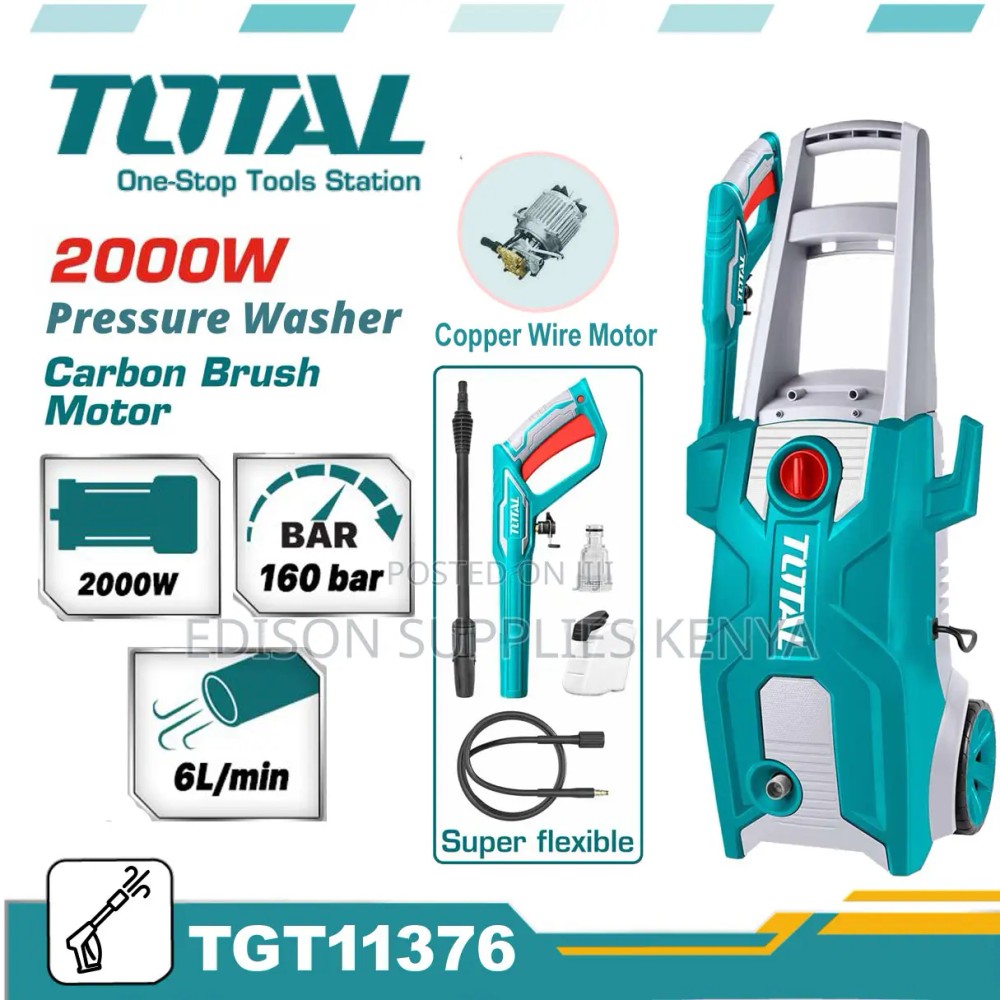 TOTAL
One-Stop Tools Station
2000W
Pressure Washer
Carbon Brush
Motor
2000W
BAR
160 bar
6L/min
Copper Wire Motor
TOTAL
Super flexible
TOTAL
TOTAL
POSTED ON JIJI
EDISON SUPPLIES KENYA
TGT11376